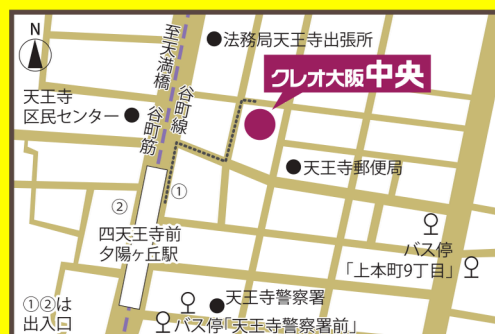 N
至天満橋
谷町線
谷町筋
法務局天王寺出張所
クレオ大阪中央
天王寺
区民センター
天王寺郵便局
①
②
四天王寺前
夕陽ヶ丘駅
バス停
「上本町9丁目」
①②は
出入口
天王寺警察署
バス停「天王寺警察署前」